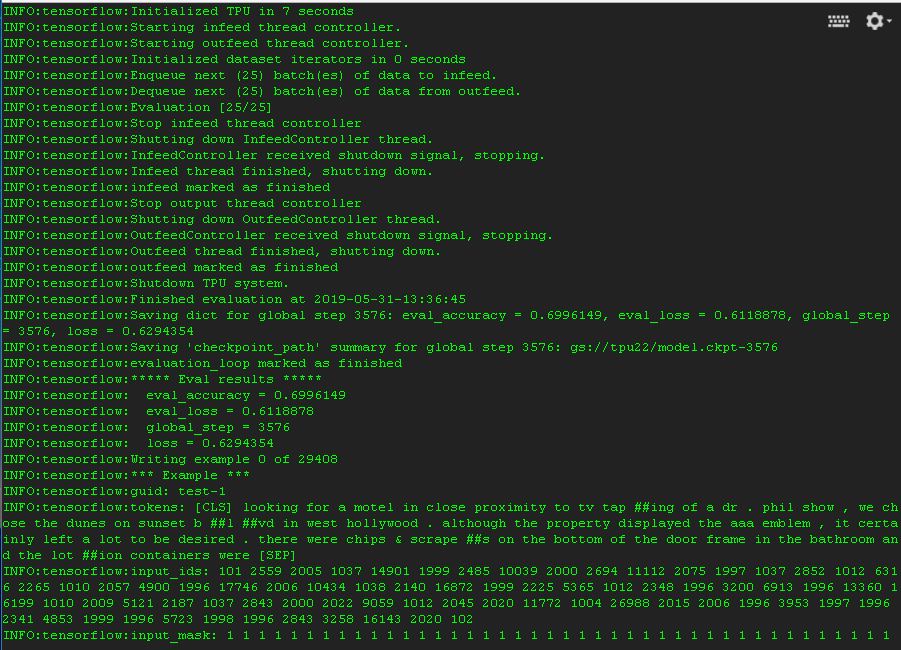 INFO:tensorflow:Initialized TPU in 7 seconds
INFO:tensorflow:Starting infeed thread controller.
INFO:tensorflow:Starting outfeed thread controller.
INFO:tensorflow:Initialized dataset iterators in 0 seconds
INFO:tensorflow:Enqueue next (25) batch(es) of data to infeed.
INFO:tensorflow:Dequeue next (25) batch(es) of data from outfeed.
INFO:tensorflow:Evaluation [25/25]
INFO:tensorflow:Stop infeed thread controller
INFO:tensorflow:Shutting down InfeedController thread.
INFO:tensorflow:InfeedController received shutdown signal, stopping.
INFO:tensorflow:Infeed thread finished, shutting down.
INFO:tensorflow:infeed marked as finished
INFO:tensorflow:Stop output thread controller
INFO:tensorflow:Shutting down OutfeedController thread.
INFO:tensorflow:OutfeedController received shutdown signal, stopping.
INFO:tensorflow:Outfeed thread finished, shutting down.
INFO:tensorflow:outfeed marked as finished
INFO:tensorflow:Shutdown TPU system.
INFO:tensorflow:Finished evaluation at 2019-05-31-13:36:45
INFO:tensorflow:Saving dict for global step 3576: eval_accuracy = 0.6996149, eval_loss = 0.6118878, global_step
= 3576, loss = 0.6294354
INFO:tensorflow:Saving 'checkpoint_path' summary for global step 3576: gs://tpu22/model.ckpt-3576
INFO:tensorflow:evaluation_loop marked as finished
INFO:tensorflow:***** Eval results *****
INFO:tensorflow:  eval_accuracy = 0.6996149
INFO:tensorflow:  eval_loss = 0.6118878
INFO:tensorflow:  global_step = 3576
INFO:tensorflow:  loss = 0.6294354
INFO:tensorflow:Writing example 0 of 29408
INFO:tensorflow:*** Example ***
INFO:tensorflow:guid: test-1
INFO:tensorflow:tokens: [CLS] looking for a motel in close proximity to tv tap ##ing of a dr . phil show , we ch
ose the dunes on sunset b ##l ##vd in west hollywood . although the property displayed the aaa emblem , it certa
inly left a lot to be desired . there were chips & scrape ##s on the bottom of the door frame in the bathroom an
d the lot ##ion containers were [SEP]
INFO:tensorflow:input_ids: 101 2559 2005 1037 14901 1999 2485 10039 2000 2694 11112 2075 1997 1037 2852 1012 631
6 2265 1010 2057 4900 1996 17746 2006 10434 1038 2140 16872 1999 2225 5365 1012 2348 1996 3200 6913 1996 13360 1
6199 1010 2009 5121 2187 1037 2843 2000 2022 9059 1012 2045 2020 11772 1004 26988 2015 2006 1996 3953 1997 1996
2341 4853 1999 1996 5723 1998 1996 2843 3258 16143 2020 102
INFO:tensorflow:input_mask: 1 1 1 1 1 1 1 1 1 1 1 1 1 1 1 1 1 1 1 1 1 1 1 1 1 1 1 1 1 1 1 1 1 1 1 1 1 1 1 1 1 1